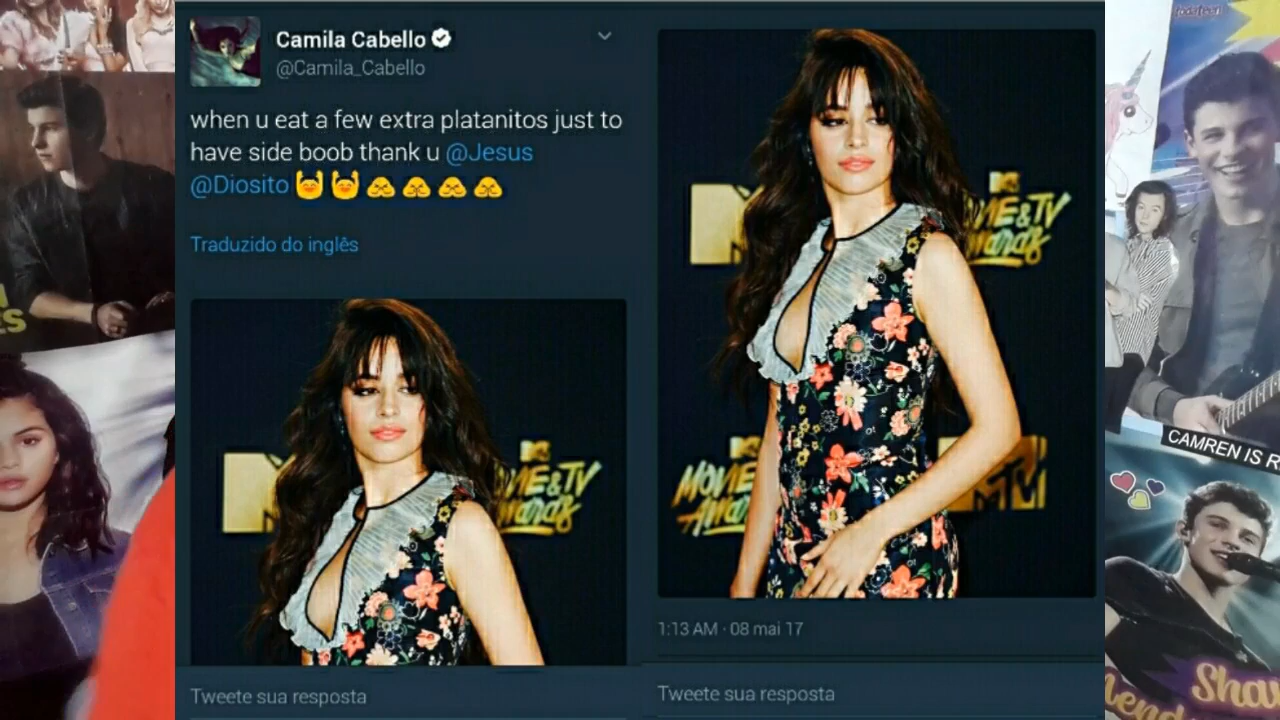 Camila Cabello
@Camila_Cabello
when u eat a few extra platanitos just to
have side boob thank u @Jesus
@Diosito
Traduzido do inglês
MOVIE & TV
Awards
MOVIE
Awards
1:13 AM · 08 mai 17
Tweete sua resposta
Tweete sua resposta
todateen
CAMREN IS R
Sha